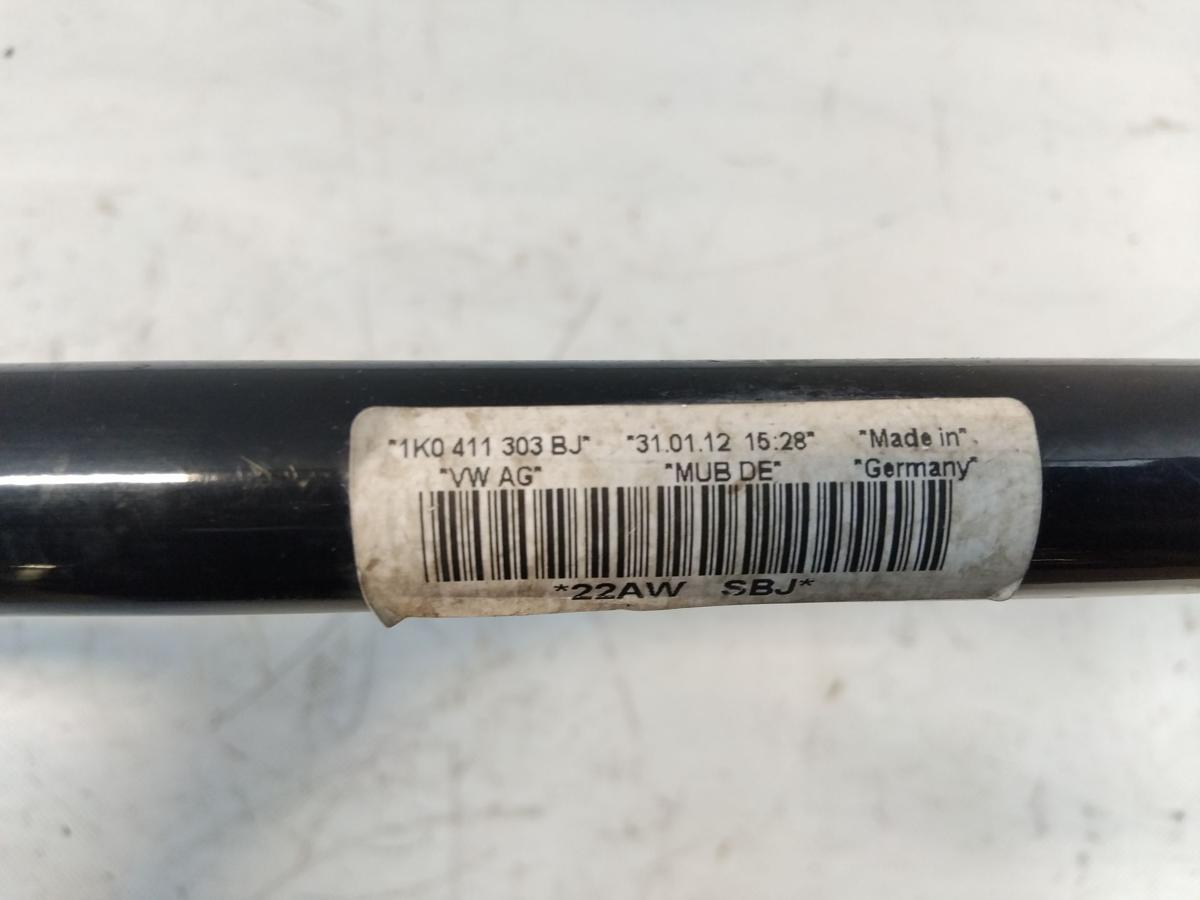 "1K0 411 303 BJ" "31.01.12 15:28" "Made in"
"VW AG" "MUB DE" "Germany"
*22AW SBJ*